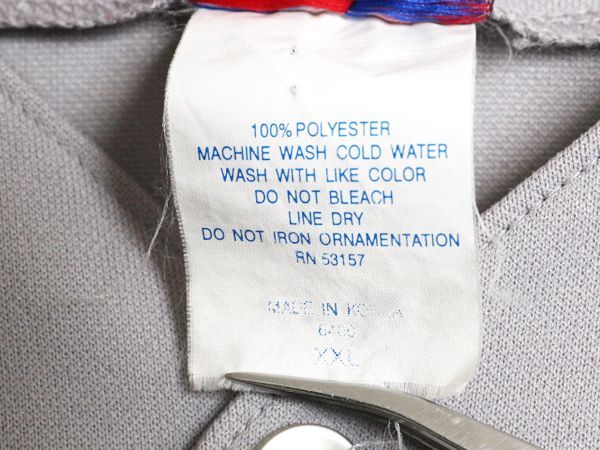 100% POLYESTER
MACHINE WASH COLD WATER
WASH WITH LIKE COLOR
DO NOT BLEACH
LINE DRY
DO NOT IRON ORNAMENTATION
RN 53157
MADE IN KOREA
XXL